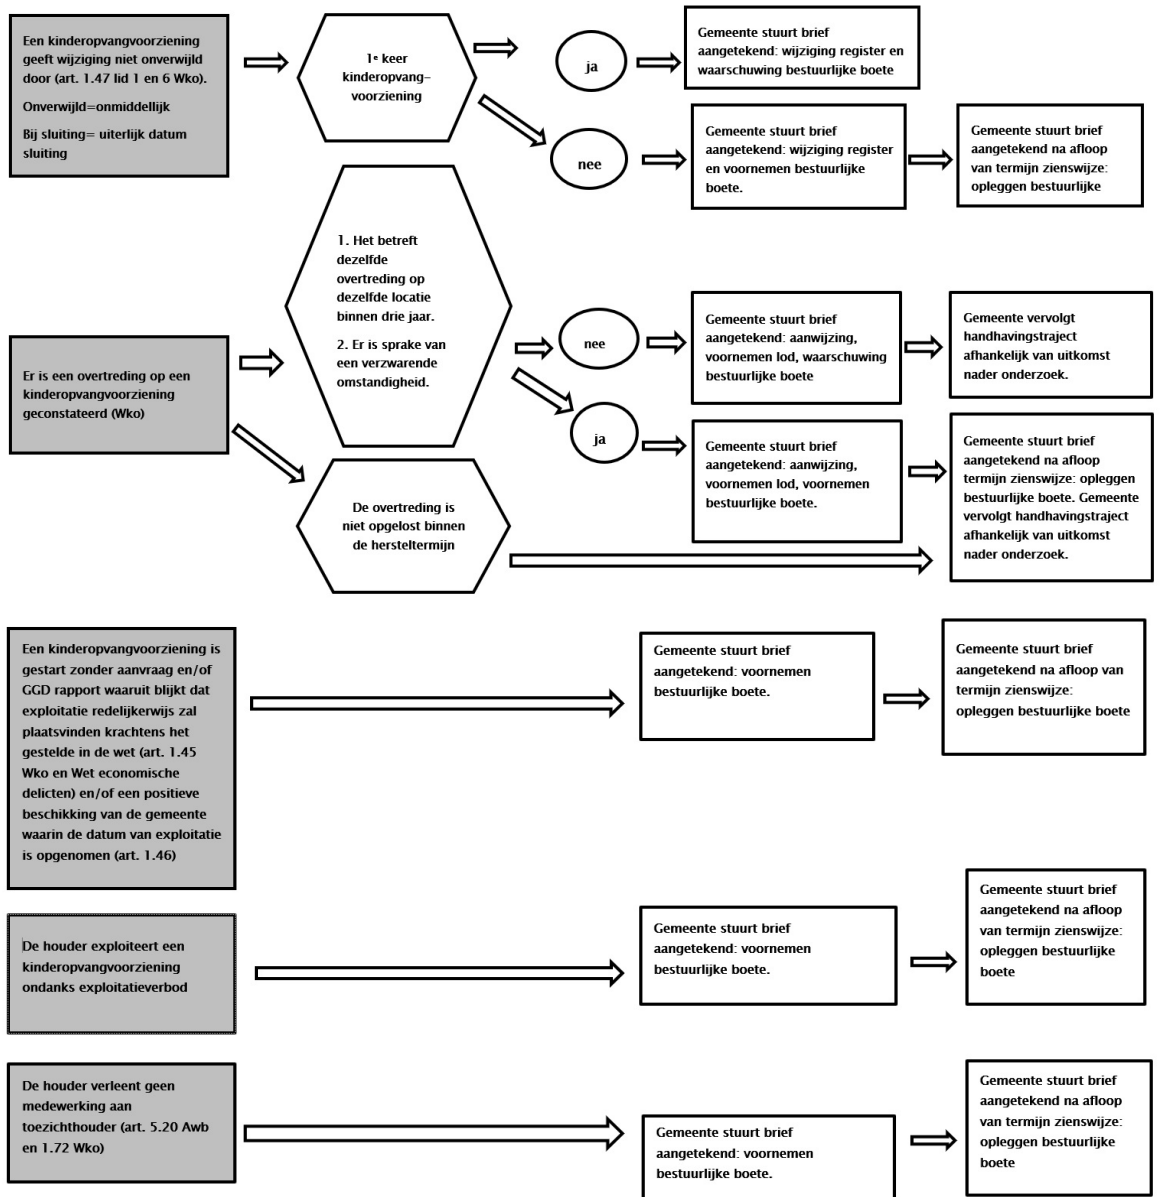 Een kinderopvangvoorziening
geeft wijziging niet onverwijld
door (art. 1.47 lid 1 en 6 Wko).
Onverwijld=onmiddellijk
Bij sluiting= uiterlijk datum
sluiting
1e keer
kinderopvang-
voorziening
ja
Gemeente stuurt brief
aangetekend: wijziging register en
waarschuwing bestuurlijke boete
nee
Gemeente stuurt brief
aangetekend: wijziging register
en voornemen bestuurlijke
boete.
Gemeente stuurt brief
aangetekend na afloop
van termijn zienswijze:
opleggen bestuurlijke
Er is een overtreding op een
kinderopvangvoorziening
geconstateerd (Wko)
1. Het betreft
dezelfde
overtreding op
dezelfde locatie
binnen drie jaar.
2. Er is sprake van
een verzwarende
omstandigheid.
nee
Gemeente stuurt brief
aangetekend: aanwijzing,
voornemen lod, waarschuwing
bestuurlijke boete
Gemeente vervolgt
handhavingstraject
afhankelijk van uitkomst
nader onderzoek.
ja
Gemeente stuurt brief
aangetekend: aanwijzing,
voornemen lod, voornemen
bestuurlijke boete.
Gemeente stuurt brief
aangetekend na afloop
termijn zienswijze: opleggen
bestuurlijke boete. Gemeente
vervolgt handhavingstraject
afhankelijk van uitkomst
nader onderzoek.
De overtreding is
niet opgelost binnen
de hersteltermijn
Een kinderopvangvoorziening is
gestart zonder aanvraag en/of
GGD rapport waaruit blijkt dat
exploitatie redelijkerwijs zal
plaatsvinden krachtens het
gestelde in de wet (art. 1.45
Wko en Wet economische
delicten) en/of een positieve
beschikking van de gemeente
waarin de datum van exploitatie
is opgenomen (art. 1.46)
Gemeente stuurt brief
aangetekend: voornemen
bestuurlijke boete.
Gemeente stuurt brief
aangetekend na afloop van
termijn zienswijze:
opleggen bestuurlijke boete
De houder exploiteert een
kinderopvangvoorziening
ondanks exploitatieverbod
Gemeente stuurt brief
aangetekend: voornemen
bestuurlijke boete.
Gemeente stuurt brief
aangetekend na afloop
van termijn zienswijze:
opleggen bestuurlijke
boete
De houder verleent geen
medewerking aan
toezichthouder (art. 5.20 Awb
en 1.72 Wko)
Gemeente stuurt brief
aangetekend: voornemen
bestuurlijke boete.
Gemeente stuurt brief
aangetekend na afloop
van termijn zienswijze:
opleggen bestuurlijke
boete